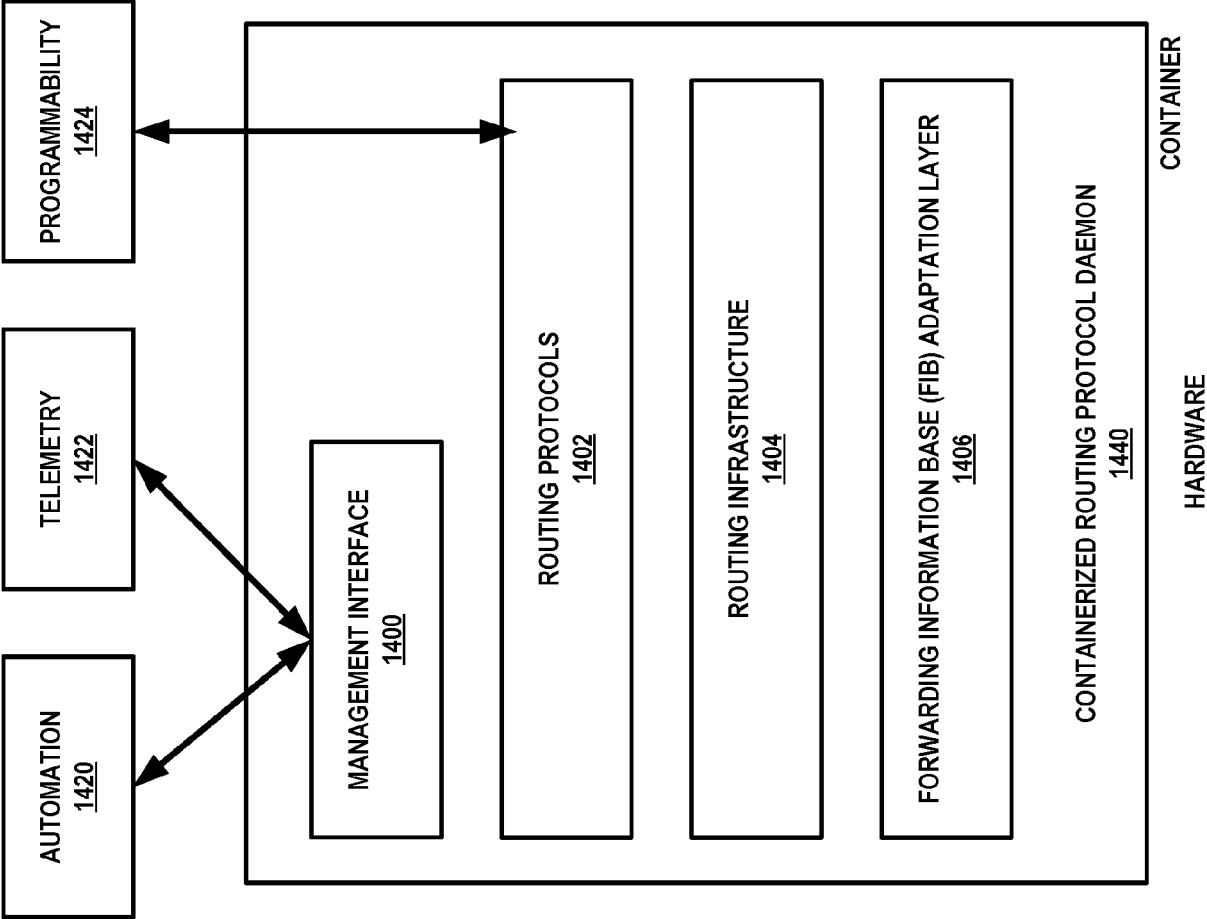 AUTOMATION
1420
TELEMETRY
1422
PROGRAMMABILITY
1424
MANAGEMENT INTERFACE
1400
ROUTING PROTOCOLS
1402
ROUTING INFRASTRUCTURE
1404
FORWARDING INFORMATION BASE (FIB) ADAPTATION LAYER
1406
CONTAINERIZED ROUTING PROTOCOL DAEMON
1440
CONTAINER
HARDWARE